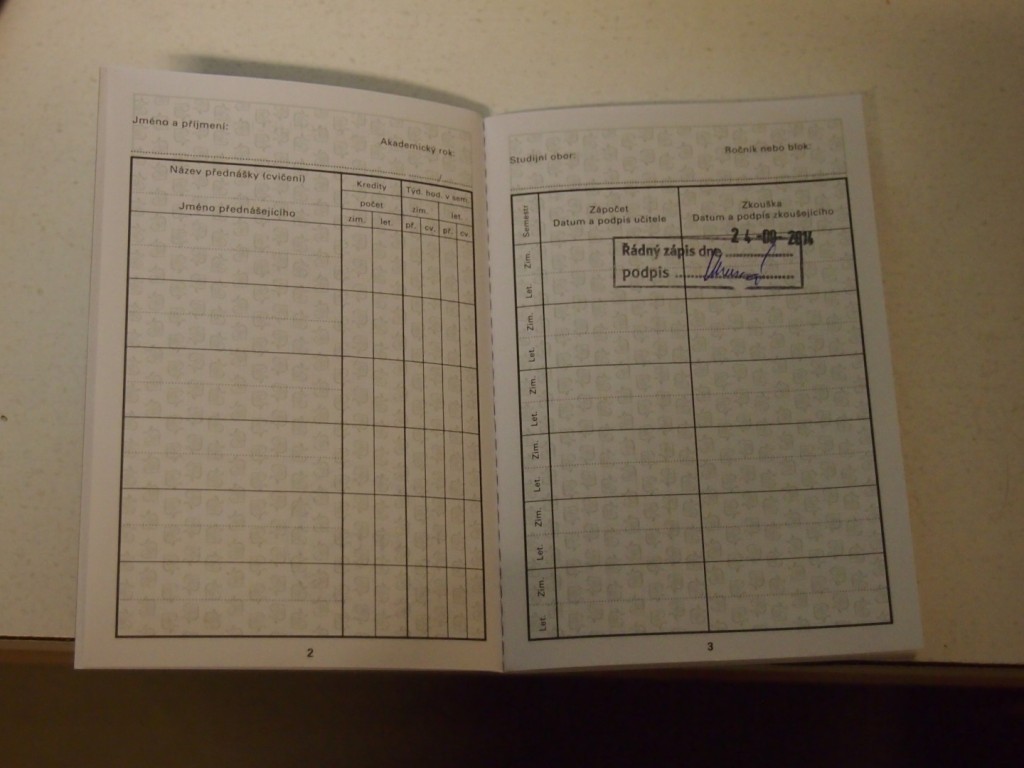 Jméno a příjmení:
Akademický rok:
/
Název přednášky (cvičení)
Jméno přednášejícího
Kredity
počet
zim. let.
Týd. hod. v sem.
zim. let.
př. cv. př. cv.
2
Studijní obor:
Ročník nebo blok:
Semestr
Zápočet
Datum a podpis učitele
Zkouška
Datum a podpis zkoušejícího
Řádný zápis dne 24 -09- 2014
podpis
Zim.
Let.
Zim.
Let.
Zim.
Let.
Zim.
Let.
Zim.
Let.
Zim.
Let.
3